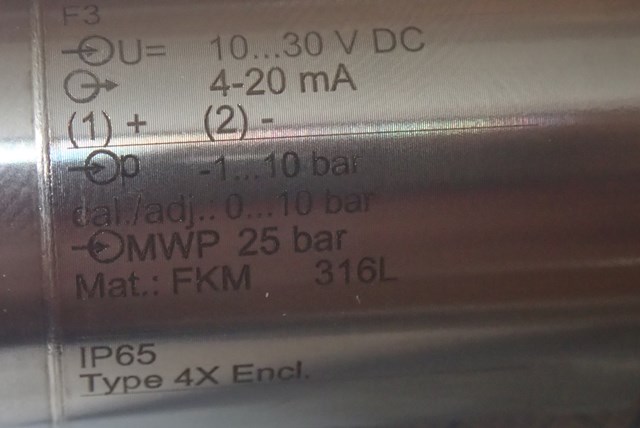 F3
U= 10...30 V DC
4-20 mA
(1) + (2) -
p -1...10 bar
cal./adj.: 0...10 bar
MWP 25 bar
Mat.: FKM 316L
IP65
Type 4X Encl.